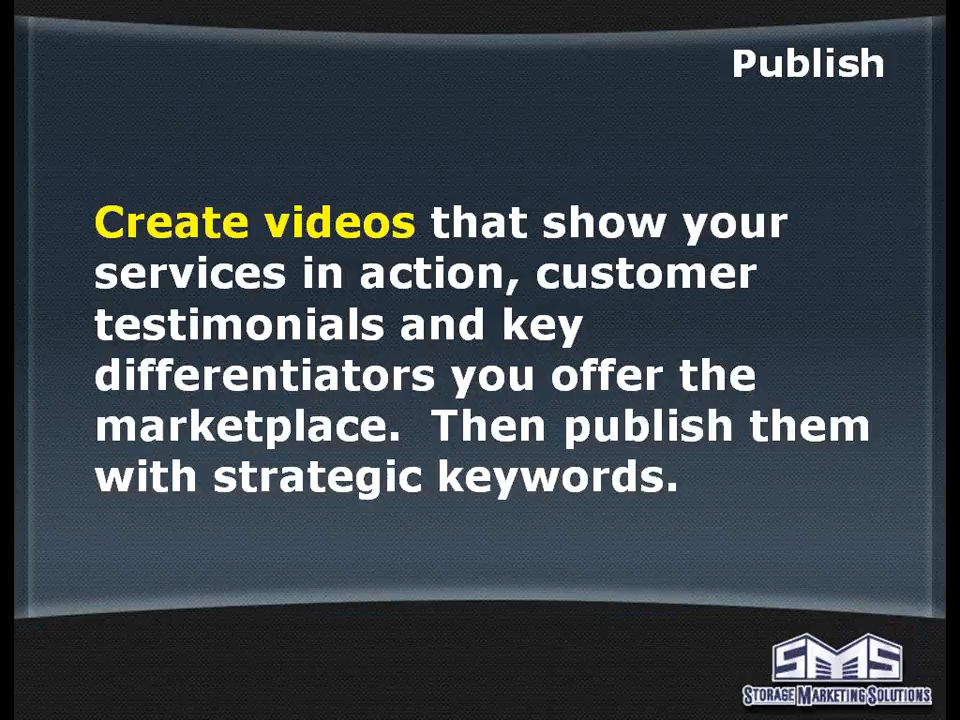 Publish
Create videos that show your
services in action, customer
testimonials and key
differentiators you offer the
marketplace.  Then publish them
with strategic keywords.
SMS
STORAGE MARKETING SOLUTIONS